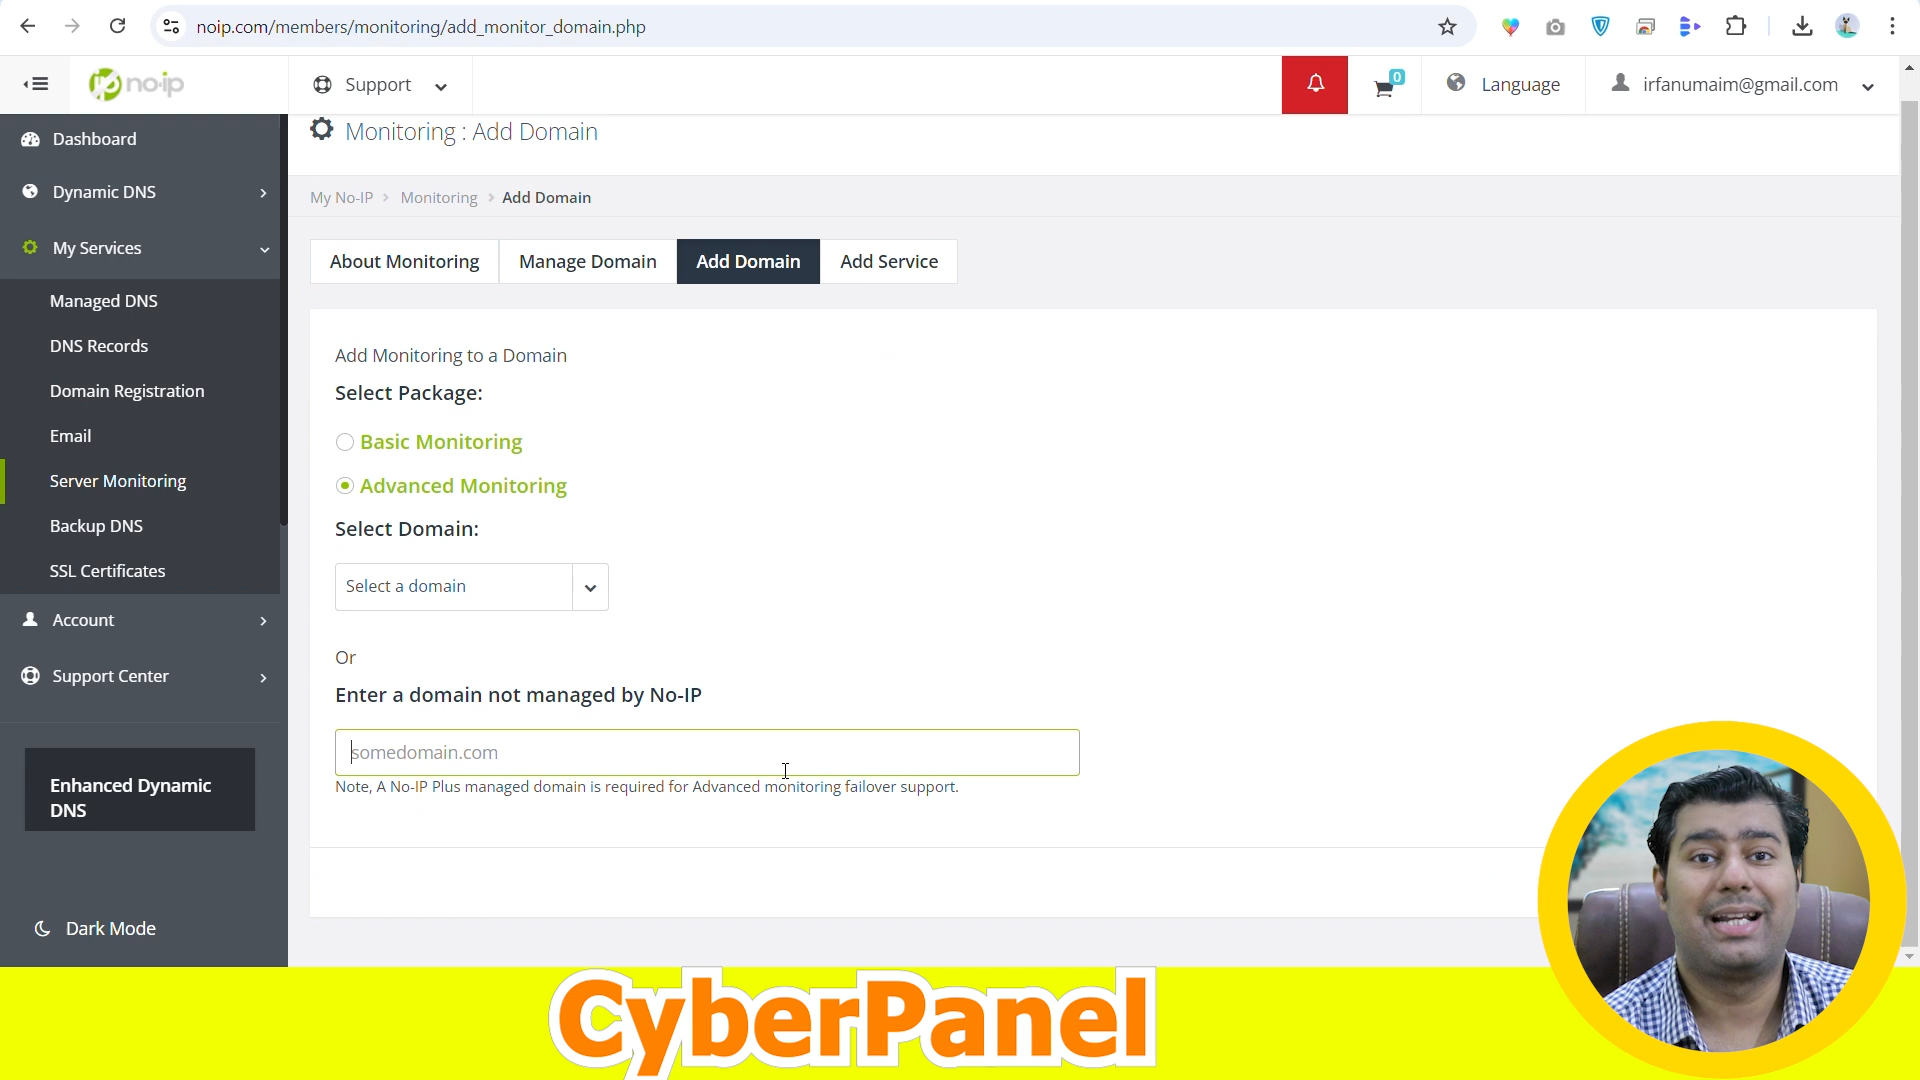 noip.com/members/monitoring/add_monitor_domain.php
no-ip
Support
0
Language
irfanumaim@gmail.com
Dashboard
Dynamic DNS
My Services
Managed DNS
DNS Records
Domain Registration
Email
Server Monitoring
Backup DNS
SSL Certificates
Account
Support Center
Enhanced Dynamic
DNS
Dark Mode
Monitoring : Add Domain
My No-IP > Monitoring > Add Domain
About Monitoring Manage Domain Add Domain Add Service
Add Monitoring to a Domain
Select Package:
Basic Monitoring
Advanced Monitoring
Select Domain:
Select a domain
Or
Enter a domain not managed by No-IP
somedomain.com
Note, A No-IP Plus managed domain is required for Advanced monitoring failover support.
CyberPanel